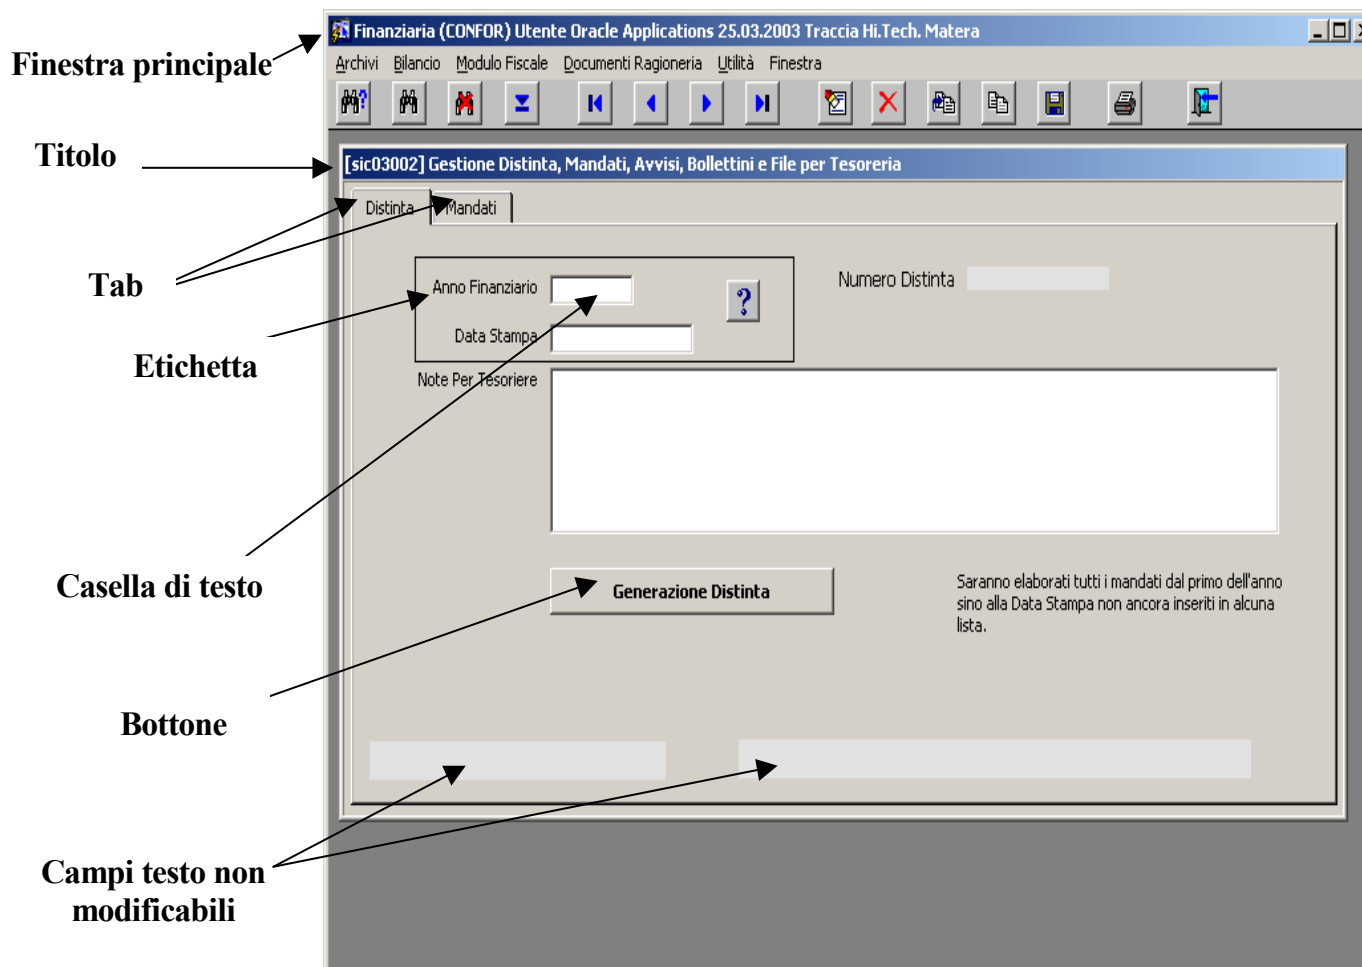 Finanziaria (CONFOR) Utente Oracle Applications 25.03.2003 Traccia Hi.Tech. Matera
Finestra principale
Archivi Bilancio Modulo Fiscale Documenti Ragioneria Utilità Finestra
Titolo
[sic03002] Gestione Distinta, Mandati, Avvisi, Bollettini e File per Tesoreria
Distinta Mandati
Tab
Anno Finanziario
?
Numero Distinta
Data Stampa
Etichetta
Note Per Tesoriere
Casella di testo
Generazione Distinta
Saranno elaborati tutti i mandati dal primo dell'anno
sino alla Data Stampa non ancora inseriti in alcuna
lista.
Bottone
Campi testo non
modificabili